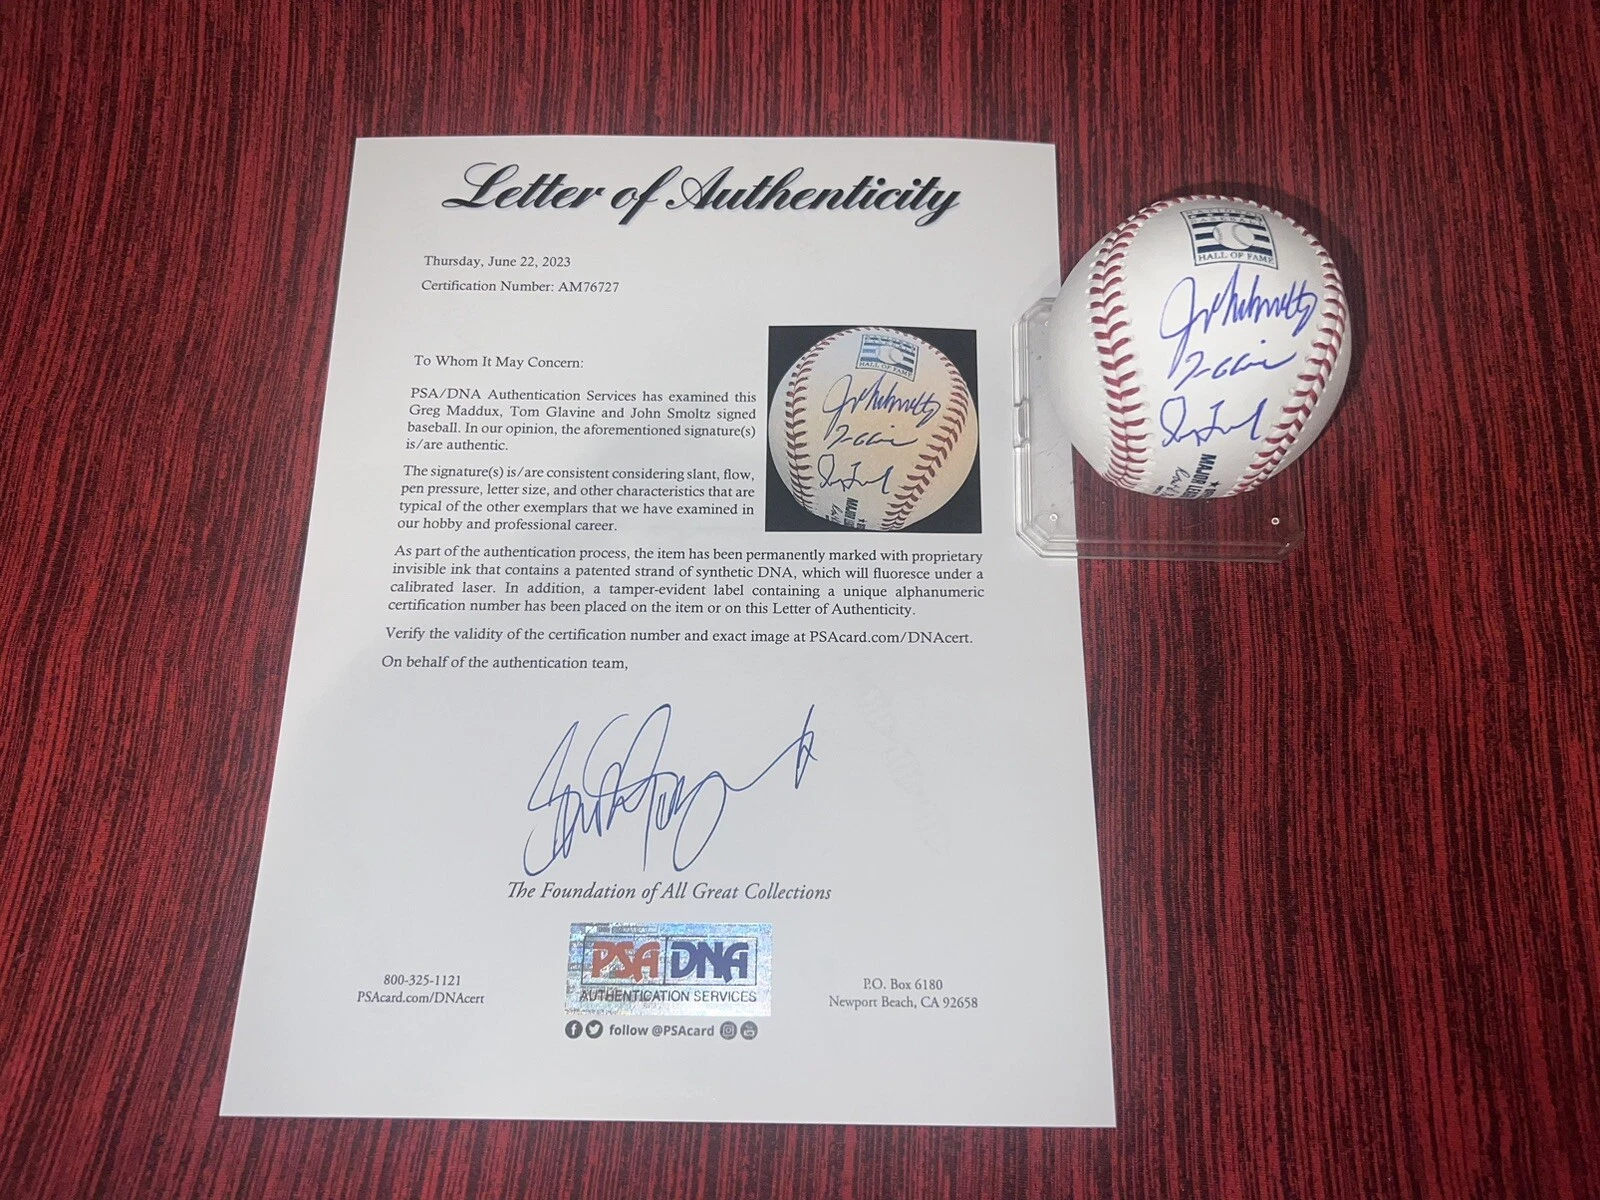 Letter of Authenticity
Thursday, June 22, 2023
Certification Number: AM76727
To Whom It May Concern:
PSA/DNA Authentication Services has examined this
Greg Maddux, Tom Glavine and John Smoltz signed
baseball. In our opinion, the aforementioned signature(s)
is/are authentic.
The signature(s) is/are consistent considering slant, flow,
pen pressure, letter size, and other characteristics that are
typical of the other exemplars that we have examined in
our hobby and professional career.
As part of the authentication process, the item has been permanently marked with proprietary
invisible ink that contains a patented strand of synthetic DNA, which will fluoresce under a
calibrated laser. In addition, a tamper-evident label containing a unique alphanumeric
certification number has been placed on the item or on this Letter of Authenticity.
Verify the validity of the certification number and exact image at PSAcard.com/DNAcert.
On behalf of the authentication team,
The Foundation of All Great Collections
PSA DNA
AUTHENTICATION SERVICES
800-325-1121
PSAcard.com/DNAcert
P.O. Box 6180
Newport Beach, CA 92658
follow @PSAcard
HALL OF FAME
MAJOR
HALL OF FAME
MAJOR